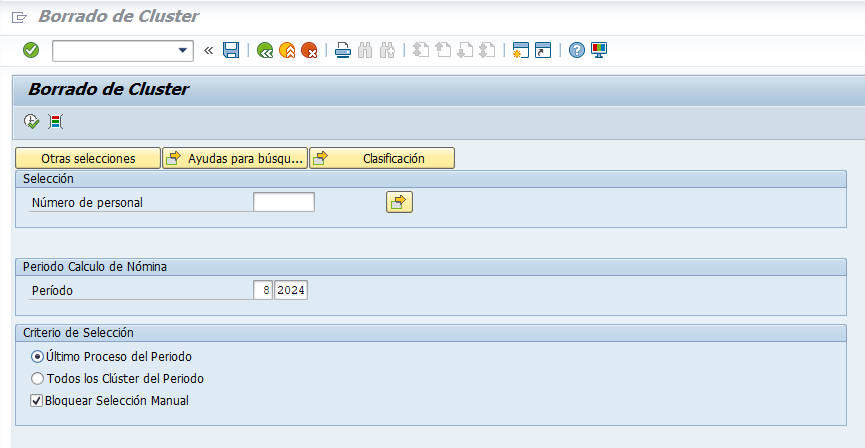 Borrado de Cluster
Borrado de Cluster
Otras selecciones Ayudas para búsqu... Clasificación
Selección
Número de personal
Periodo Calculo de Nómina
Período 8 2024
Criterio de Selección
Último Proceso del Periodo
Todos los Clúster del Periodo
Bloquear Selección Manual